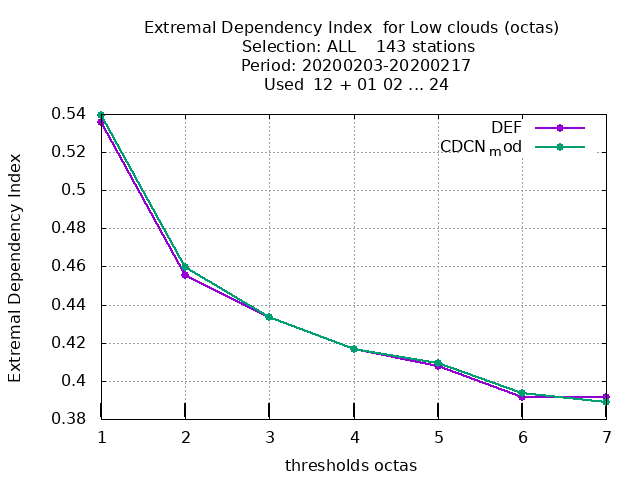 Extremal Dependency Index  for Low clouds (octas)
Selection: ALL    143 stations
Period: 20200203-20200217
Used  12 + 01 02 ... 24
DEF
CDCNmod
0.54
0.52
0.5
0.48
0.46
0.44
0.42
0.4
0.38
Extremal Dependency Index
1 2 3 4 5 6 7
thresholds octas